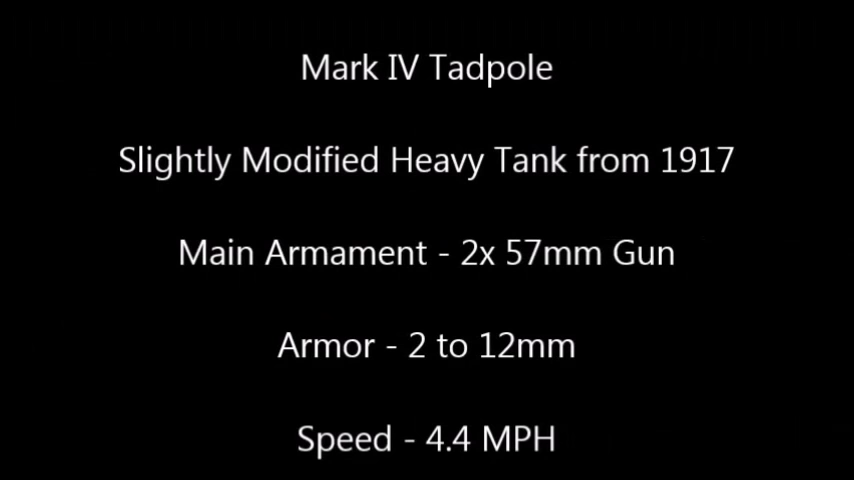 Mark IV Tadpole
Slightly Modified Heavy Tank from 1917
Main Armament - 2x 57mm Gun
Armor - 2 to 12mm
Speed - 4.4 MPH